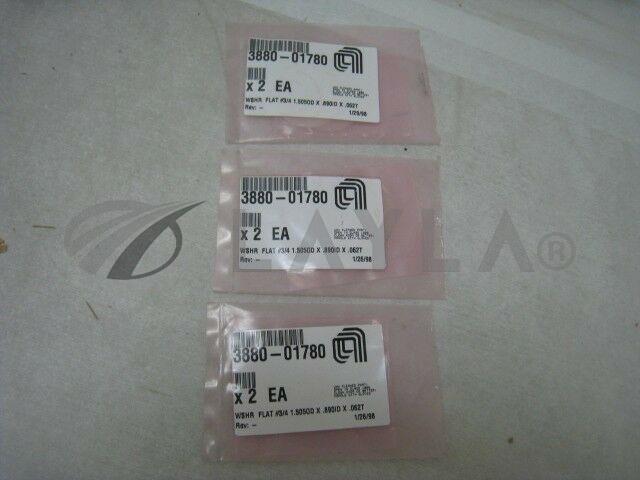 3880-01780
x 2 EA
WSHR FLAT #3/4 1.505OD X .890ID X .062T
Rev: - 1/29/98
3880-01780
x 2 EA
WSHR FLAT #3/4 1.505OD X .890ID X .062T
Rev: - 1/26/98
LAYLA®
3880-01780
x 2 EA
WSHR FLAT #3/4 1.505OD X .890ID X .062T
Rev: - 1/26/98